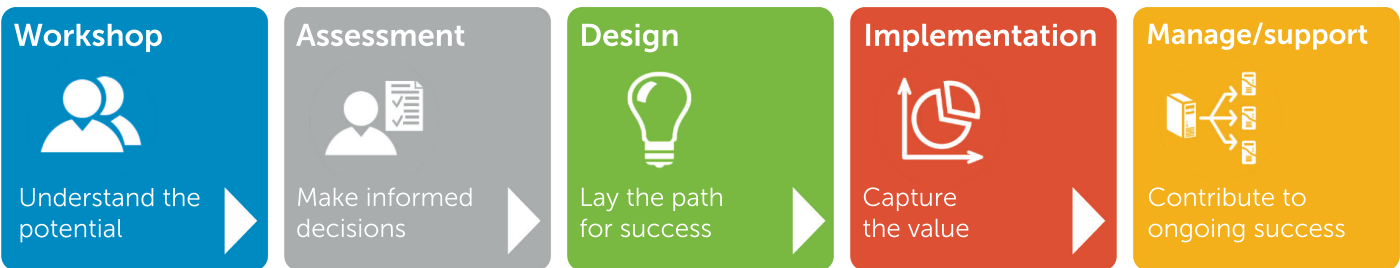 Workshop
Understand the
potential
Assessment
Make informed
decisions
Design
Lay the path
for success
Implementation
Capture
the value
Manage/support
Contribute to
ongoing success